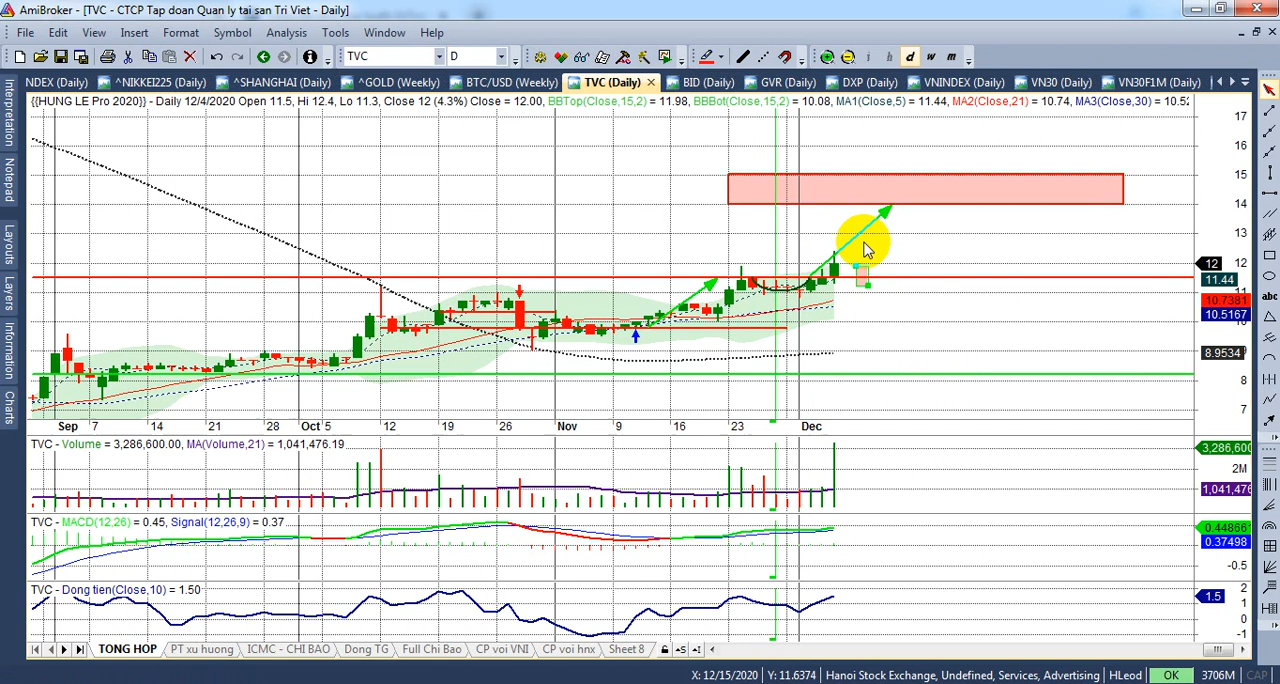 AmiBroker - [TVC - CTCP Tap doan Quan ly tai san Tri Viet - Daily]
File Edit View Insert Format Symbol Analysis Tools Window Help
TVC D i h d w m
NDEX (Daily) ^NIKKEI225 (Daily) ^SHANGHAI (Daily) ^GOLD (Weekly) BTC/USD (Weekly) TVC (Daily) BID (Daily) GVR (Daily) DXP (Daily) VNINDEX (Daily) VN30 (Daily) VN30F1M (Daily)
{{HUNG LE Pro 2020}} - Daily 12/4/2020 Open 11.5, Hi 12.4, Lo 11.3, Close 12 (4.3%) Close = 12.00, BBTop(Close,15,2) = 11.98, BBBot(Close,15,2) = 10.08, MA1(Close,5) = 11.44, MA2(Close,21) = 10.74, MA3(Close,30) = 10.52
Interpretation
Notepad
Layouts
Layers
Information
Charts
abc
17
16
15
14
13
12
12
11.44
11
10.7381
10.5167
10
8.9534
8
7
Sep 7 14 21 28 Oct 5 12 19 26 Nov 9 16 23 Dec
TVC - Volume = 3,286,600.00, MA(Volume,21) = 1,041,476.19
3,286,600
2M
1,041,476
TVC - MACD(12,26) = 0.45, Signal(12,26,9) = 0.37
0.448661
0.37498
-0.5
TVC - Dong tien(Close,10) = 1.50
2
1.5
1
0
-1
TONG HOP PT xu huong ICMC - CHI BAO Dong TG Full Chi Bao CP voi VNI CP voi hnx Sheet 8
X: 12/15/2020 Y: 11.6374 Hanoi Stock Exchange, Undefined, Services, Advertising HLeod OK 3706M CAP